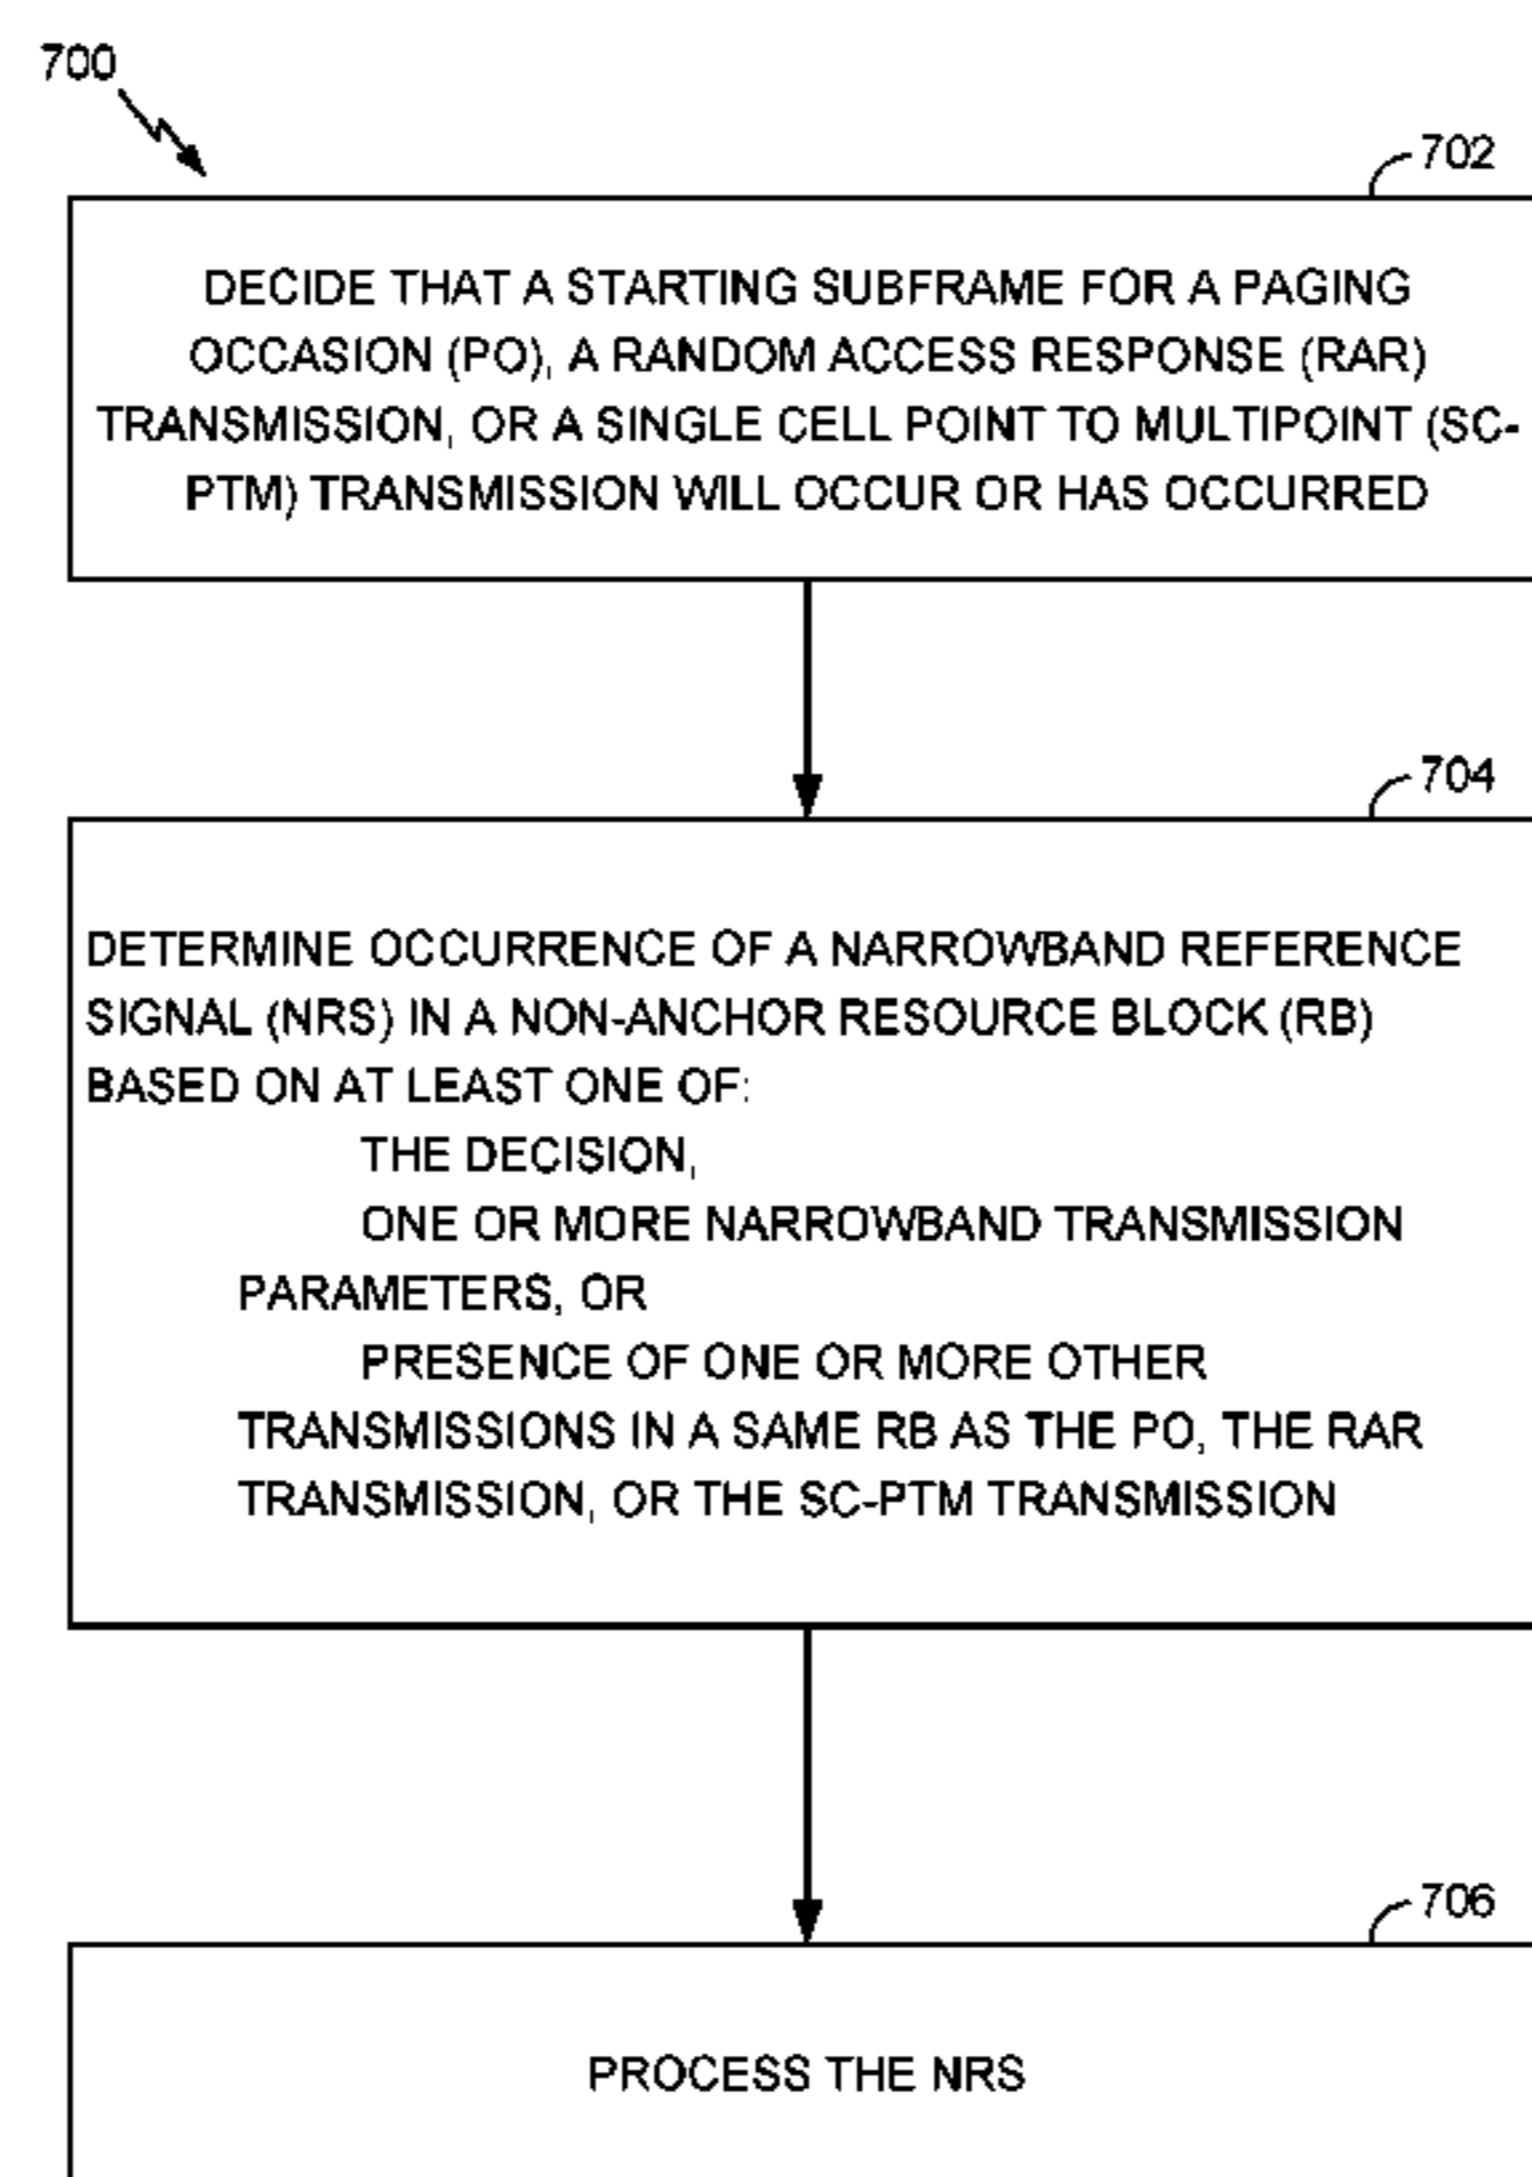 700
702
DECIDE THAT A STARTING SUBFRAME FOR A PAGING
OCCASION (PO), A RANDOM ACCESS RESPONSE (RAR)
TRANSMISSION, OR A SINGLE CELL POINT TO MULTIPOINT (SC-
PTM) TRANSMISSION WILL OCCUR OR HAS OCCURRED
704
DETERMINE OCCURRENCE OF A NARROWBAND REFERENCE
SIGNAL (NRS) IN A NON-ANCHOR RESOURCE BLOCK (RB)
BASED ON AT LEAST ONE OF:
THE DECISION,
ONE OR MORE NARROWBAND TRANSMISSION
PARAMETERS, OR
PRESENCE OF ONE OR MORE OTHER
TRANSMISSIONS IN A SAME RB AS THE PO, THE RAR
TRANSMISSION, OR THE SC-PTM TRANSMISSION
706
PROCESS THE NRS